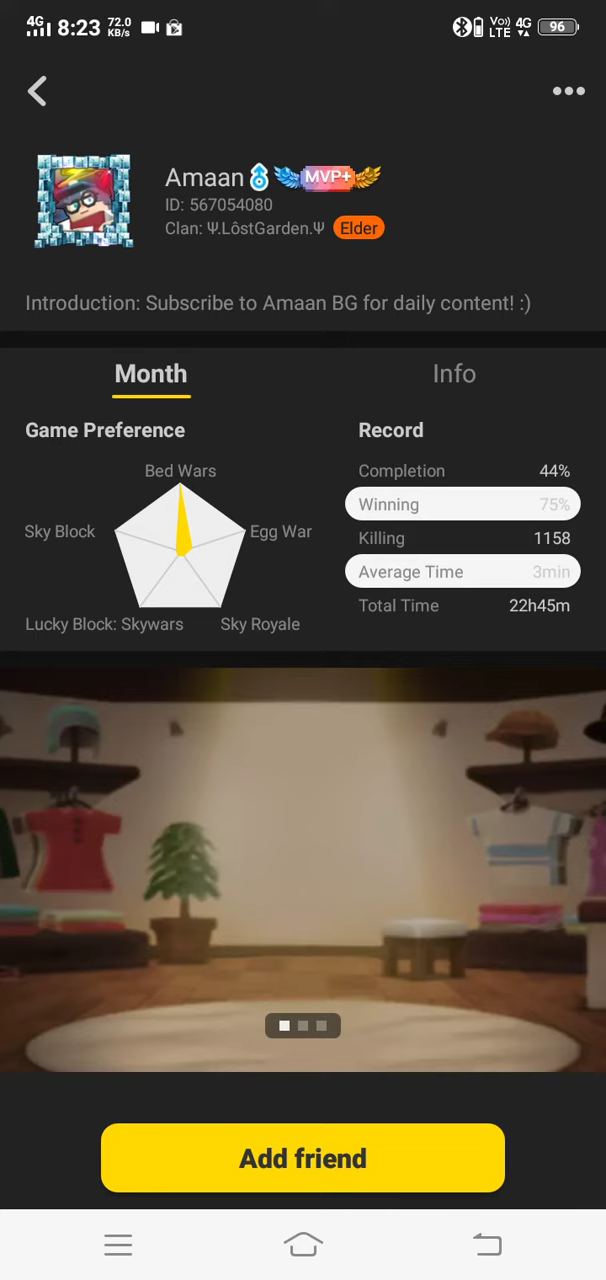 4G 8:23 72.0 KB/s Vo) LTE 4G 96
Amaan MVP+
ID: 567054080
Clan: Ψ.LôstGarden.Ψ Elder
Introduction: Subscribe to Amaan BG for daily content! :)
Month Info
Game Preference
Bed Wars
Sky Block Egg War
Lucky Block: Skywars Sky Royale
Record
Completion 44%
Winning 75%
Killing 1158
Average Time 3min
Total Time 22h45m
Add friend